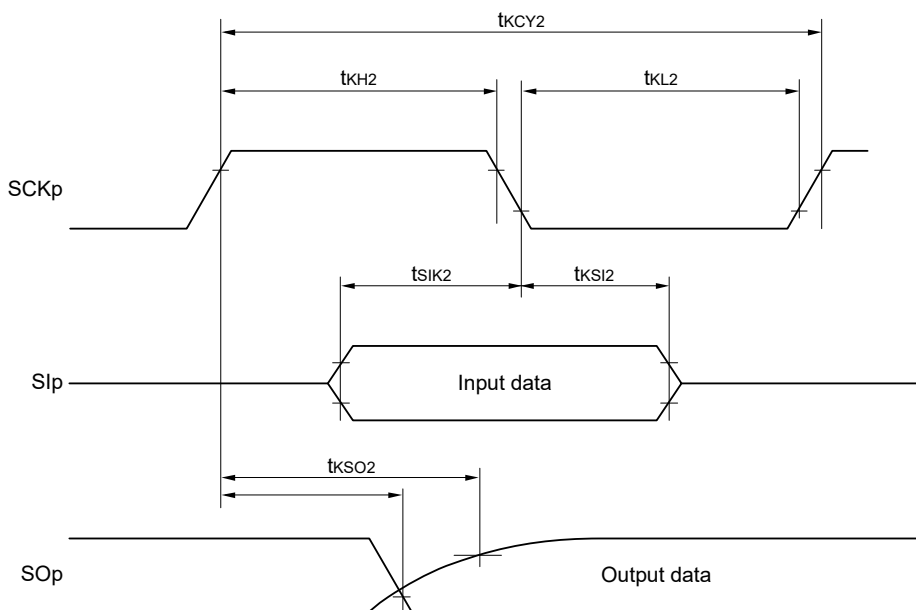 tKCY2
tKH2
tKL2
SCKp
tSIK2
tKSI2
SIp
Input data
tKSO2
SOp
Output data